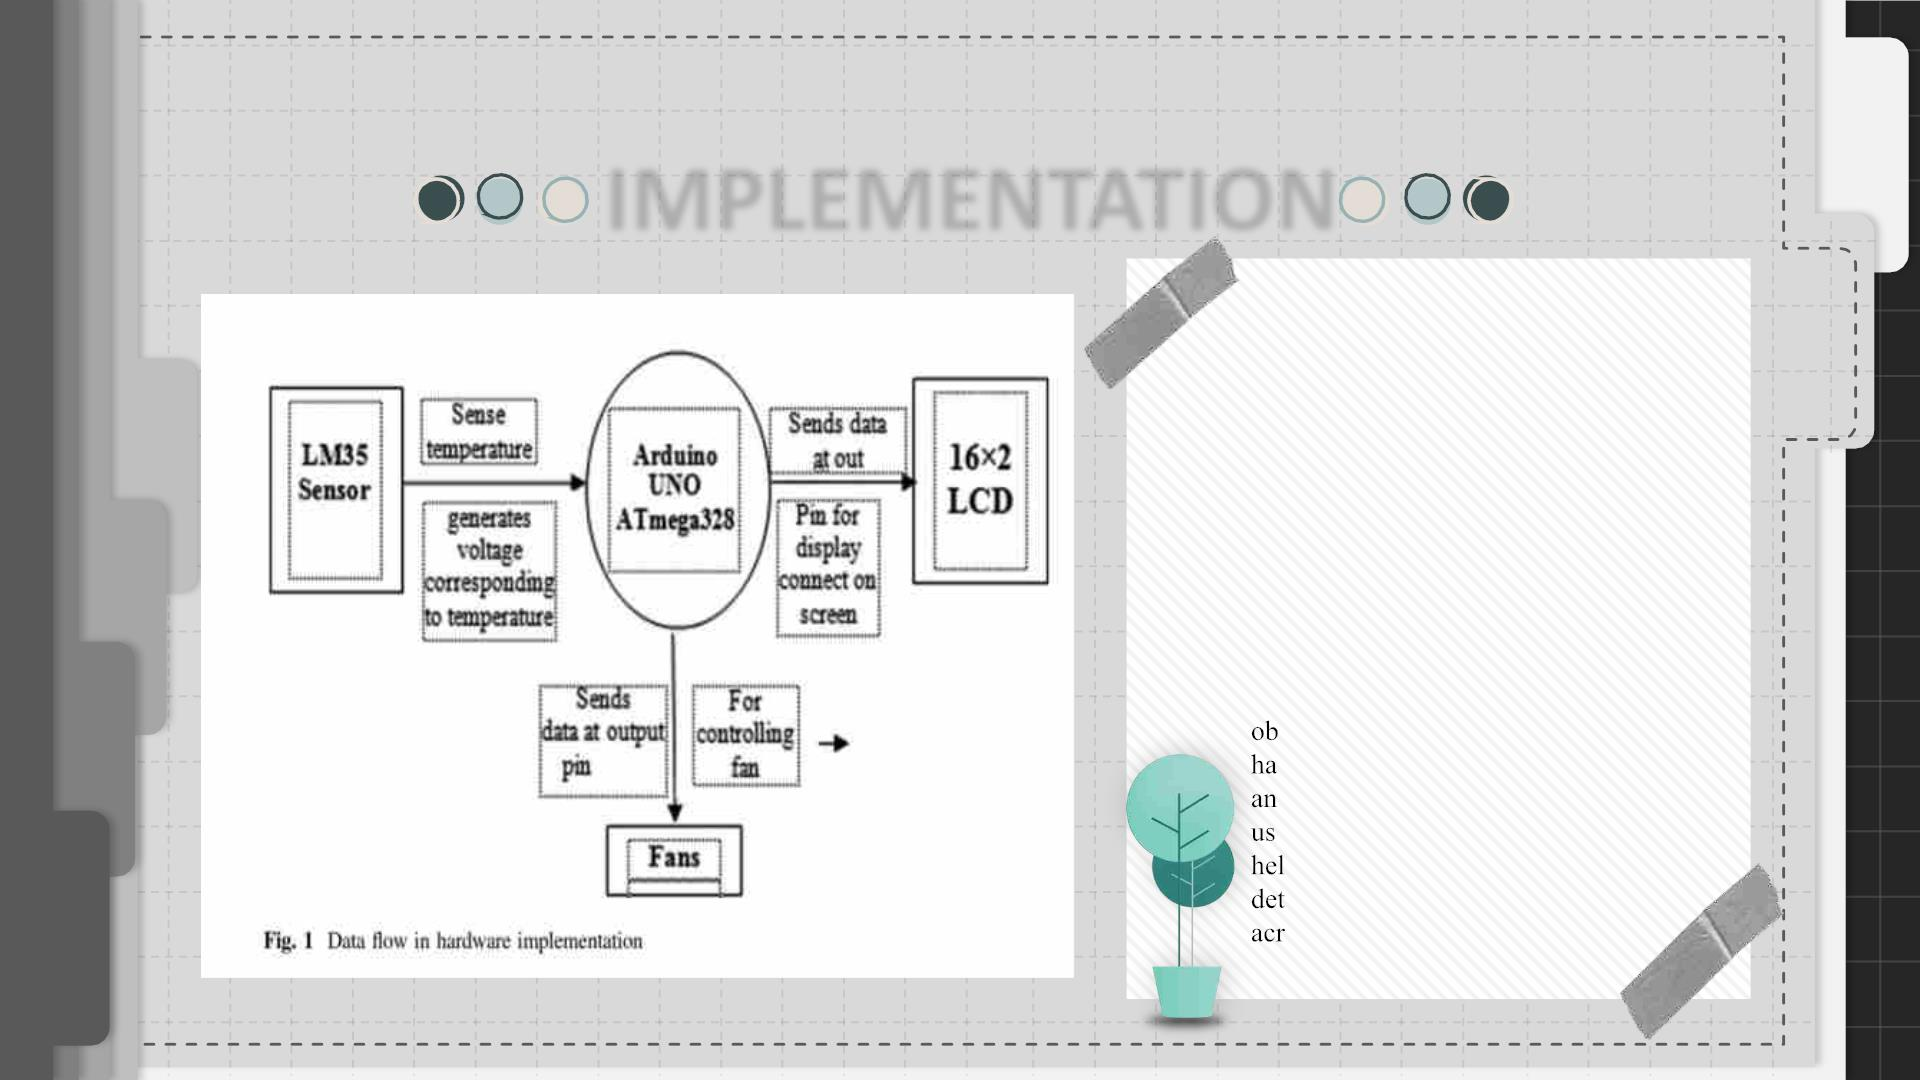 IMPLEMENTATION
LM35
Sensor
Sense
temperature
generates
voltage
corresponding
to temperature
Arduino
UNO
ATmega328
Sends data
at out
Pin for
display
connect on
screen
16×2
LCD
Sends
data at output
pin
For
controlling
fan
Fans
Fig. 1 Data flow in hardware implementation
ob
ha
an
us
hel
det
acr